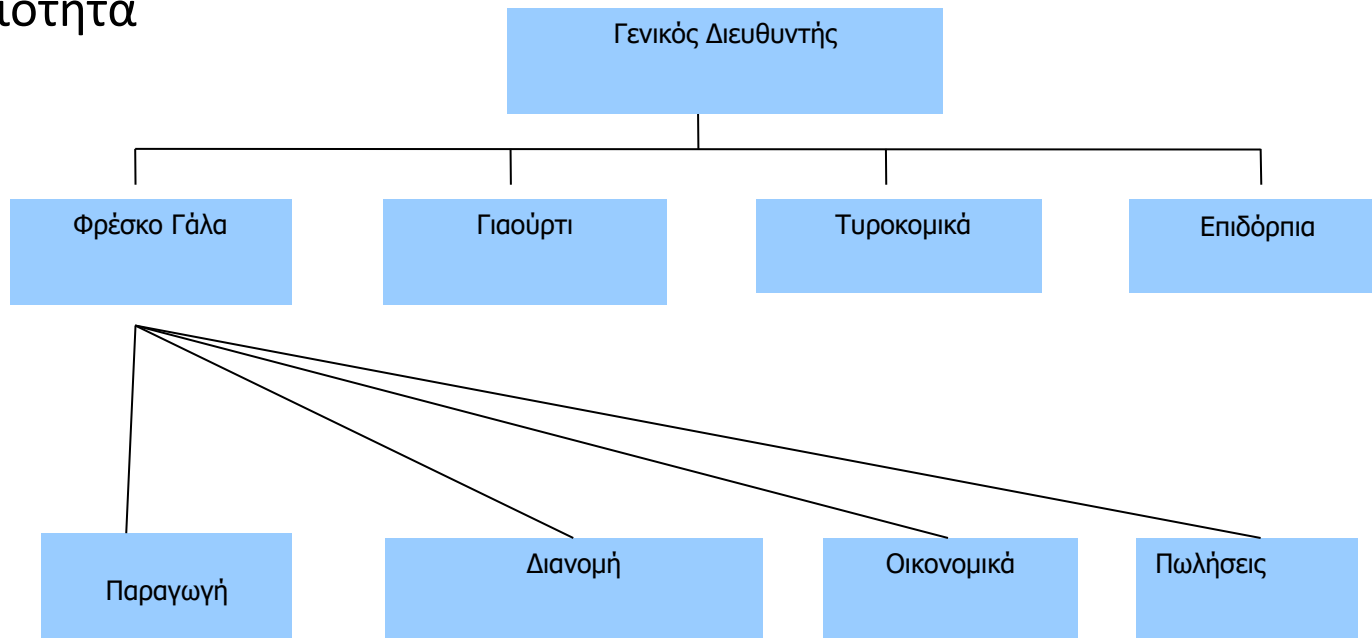 ιότητα
Γενικός Διευθυντής
Φρέσκο Γάλα
Γιαούρτι
Τυροκομικά
Επιδόρπια
Παραγωγή
Διανομή
Οικονομικά
Πωλήσεις